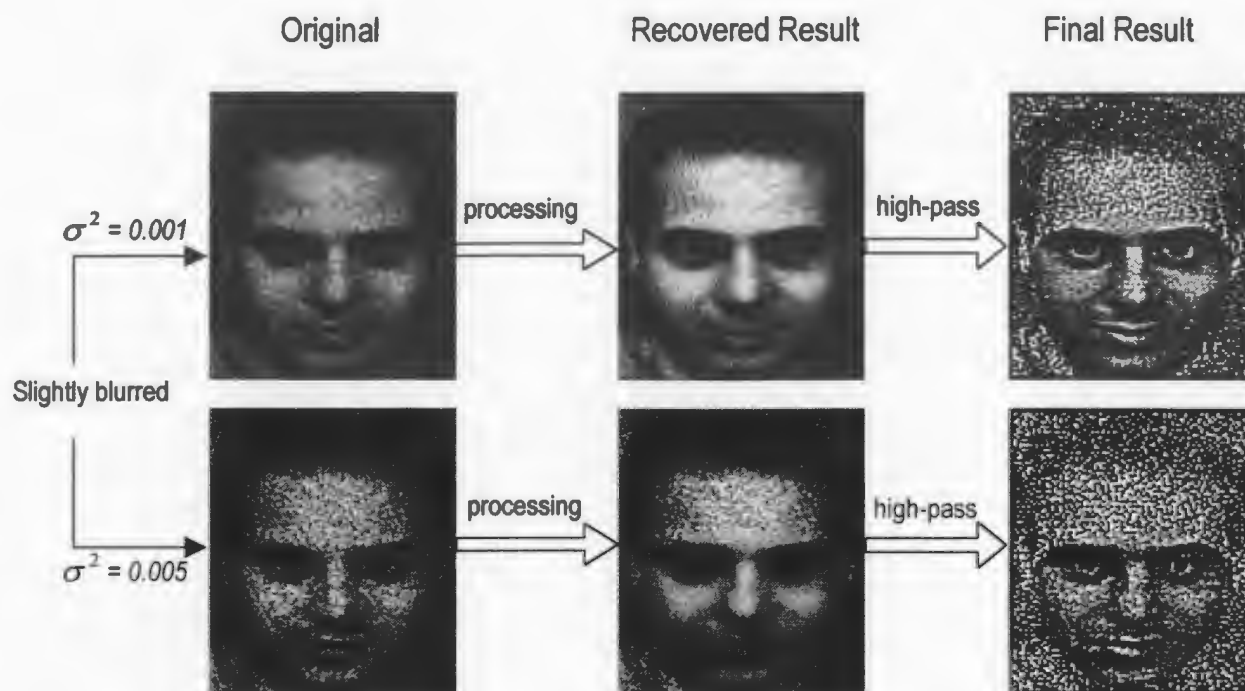 Original Recovered Result Final Result
σ² = 0.001 processing high-pass
Slightly blurred
σ² = 0.005 processing high-pass